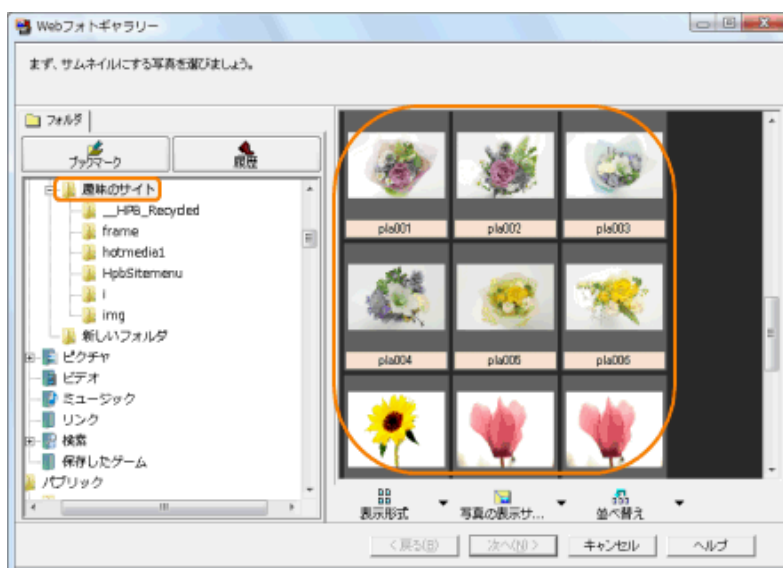 Webフォトギャラリー
まず、サムネイルにする写真を選びましょう。
フォルダ
ブックマーク
履歴
趣味のサイト
__HPB_Recycled
frame
hotmedia1
HpbSitemenu
i
img
新しいフォルダ
ピクチャ
ビデオ
ミュージック
リンク
検索
保存したゲーム
パブリック
pla001 pla002 pla003
pla004 pla005 pla006
表示形式 写真の表示サ... 並べ替え
< 戻る(B) 次へ(N) > キャンセル ヘルプ